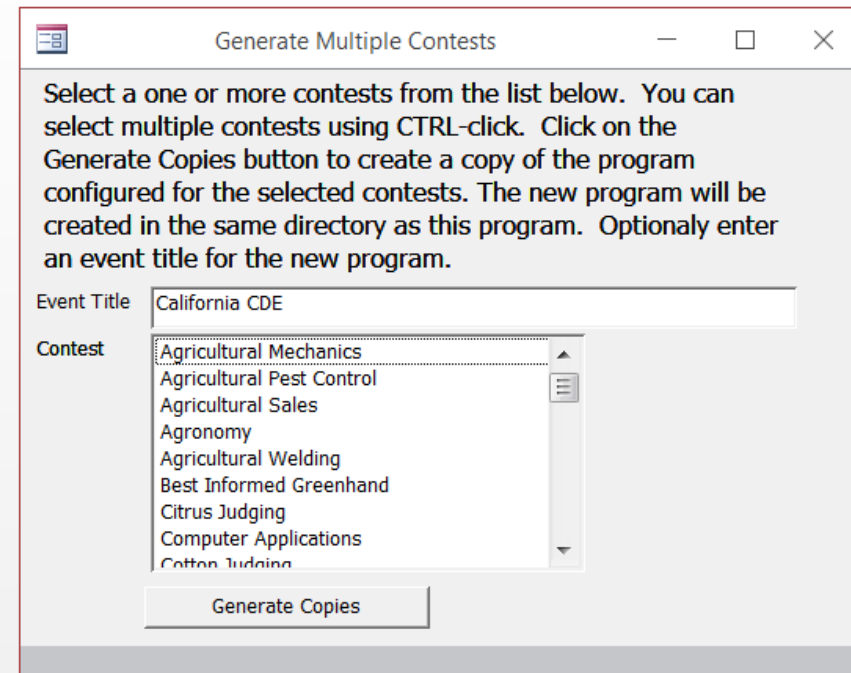 Generate Multiple Contests
Select a one or more contests from the list below.  You can
select multiple contests using CTRL-click.  Click on the
Generate Copies button to create a copy of the program
configured for the selected contests. The new program will be
created in the same directory as this program.  Optionaly enter
an event title for the new program.
Event Title California CDE
Contest
Agricultural Mechanics
Agricultural Pest Control
Agricultural Sales
Agronomy
Agricultural Welding
Best Informed Greenhand
Citrus Judging
Computer Applications
Cotton Judging
Generate Copies